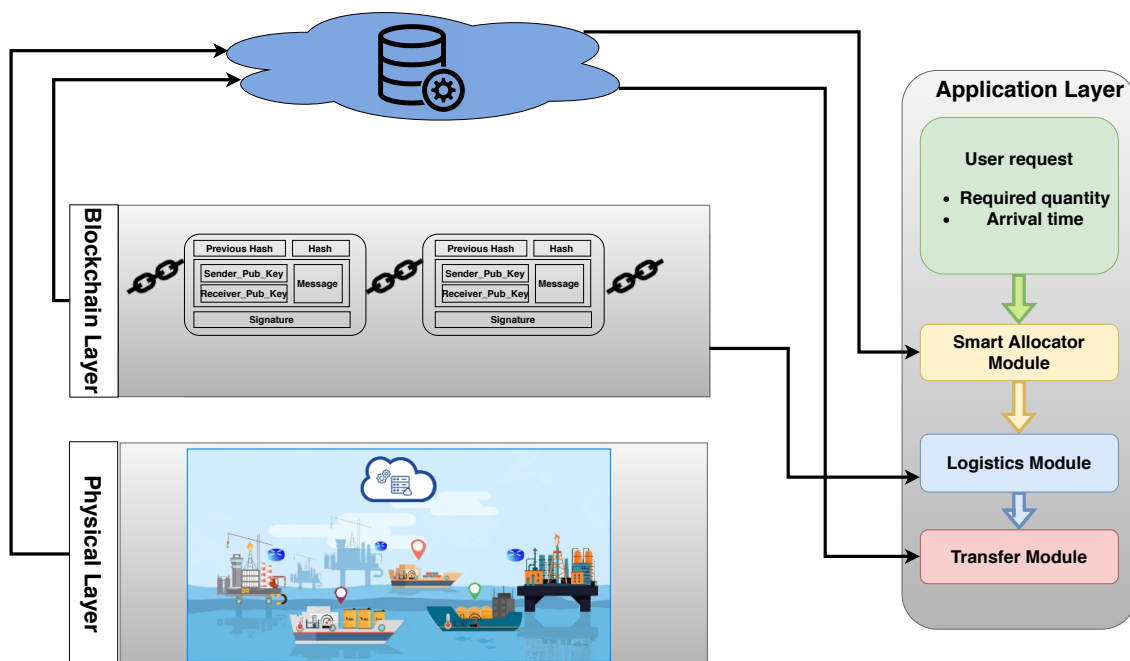 Application Layer
User request
Required quantity
Arrival time
Smart Allocator
Module
Logistics Module
Transfer Module
Blockchain Layer
Previous Hash
Hash
Sender_Pub_Key
Receiver_Pub_Key
Message
Signature
Previous Hash
Hash
Sender_Pub_Key
Receiver_Pub_Key
Message
Signature
Physical Layer